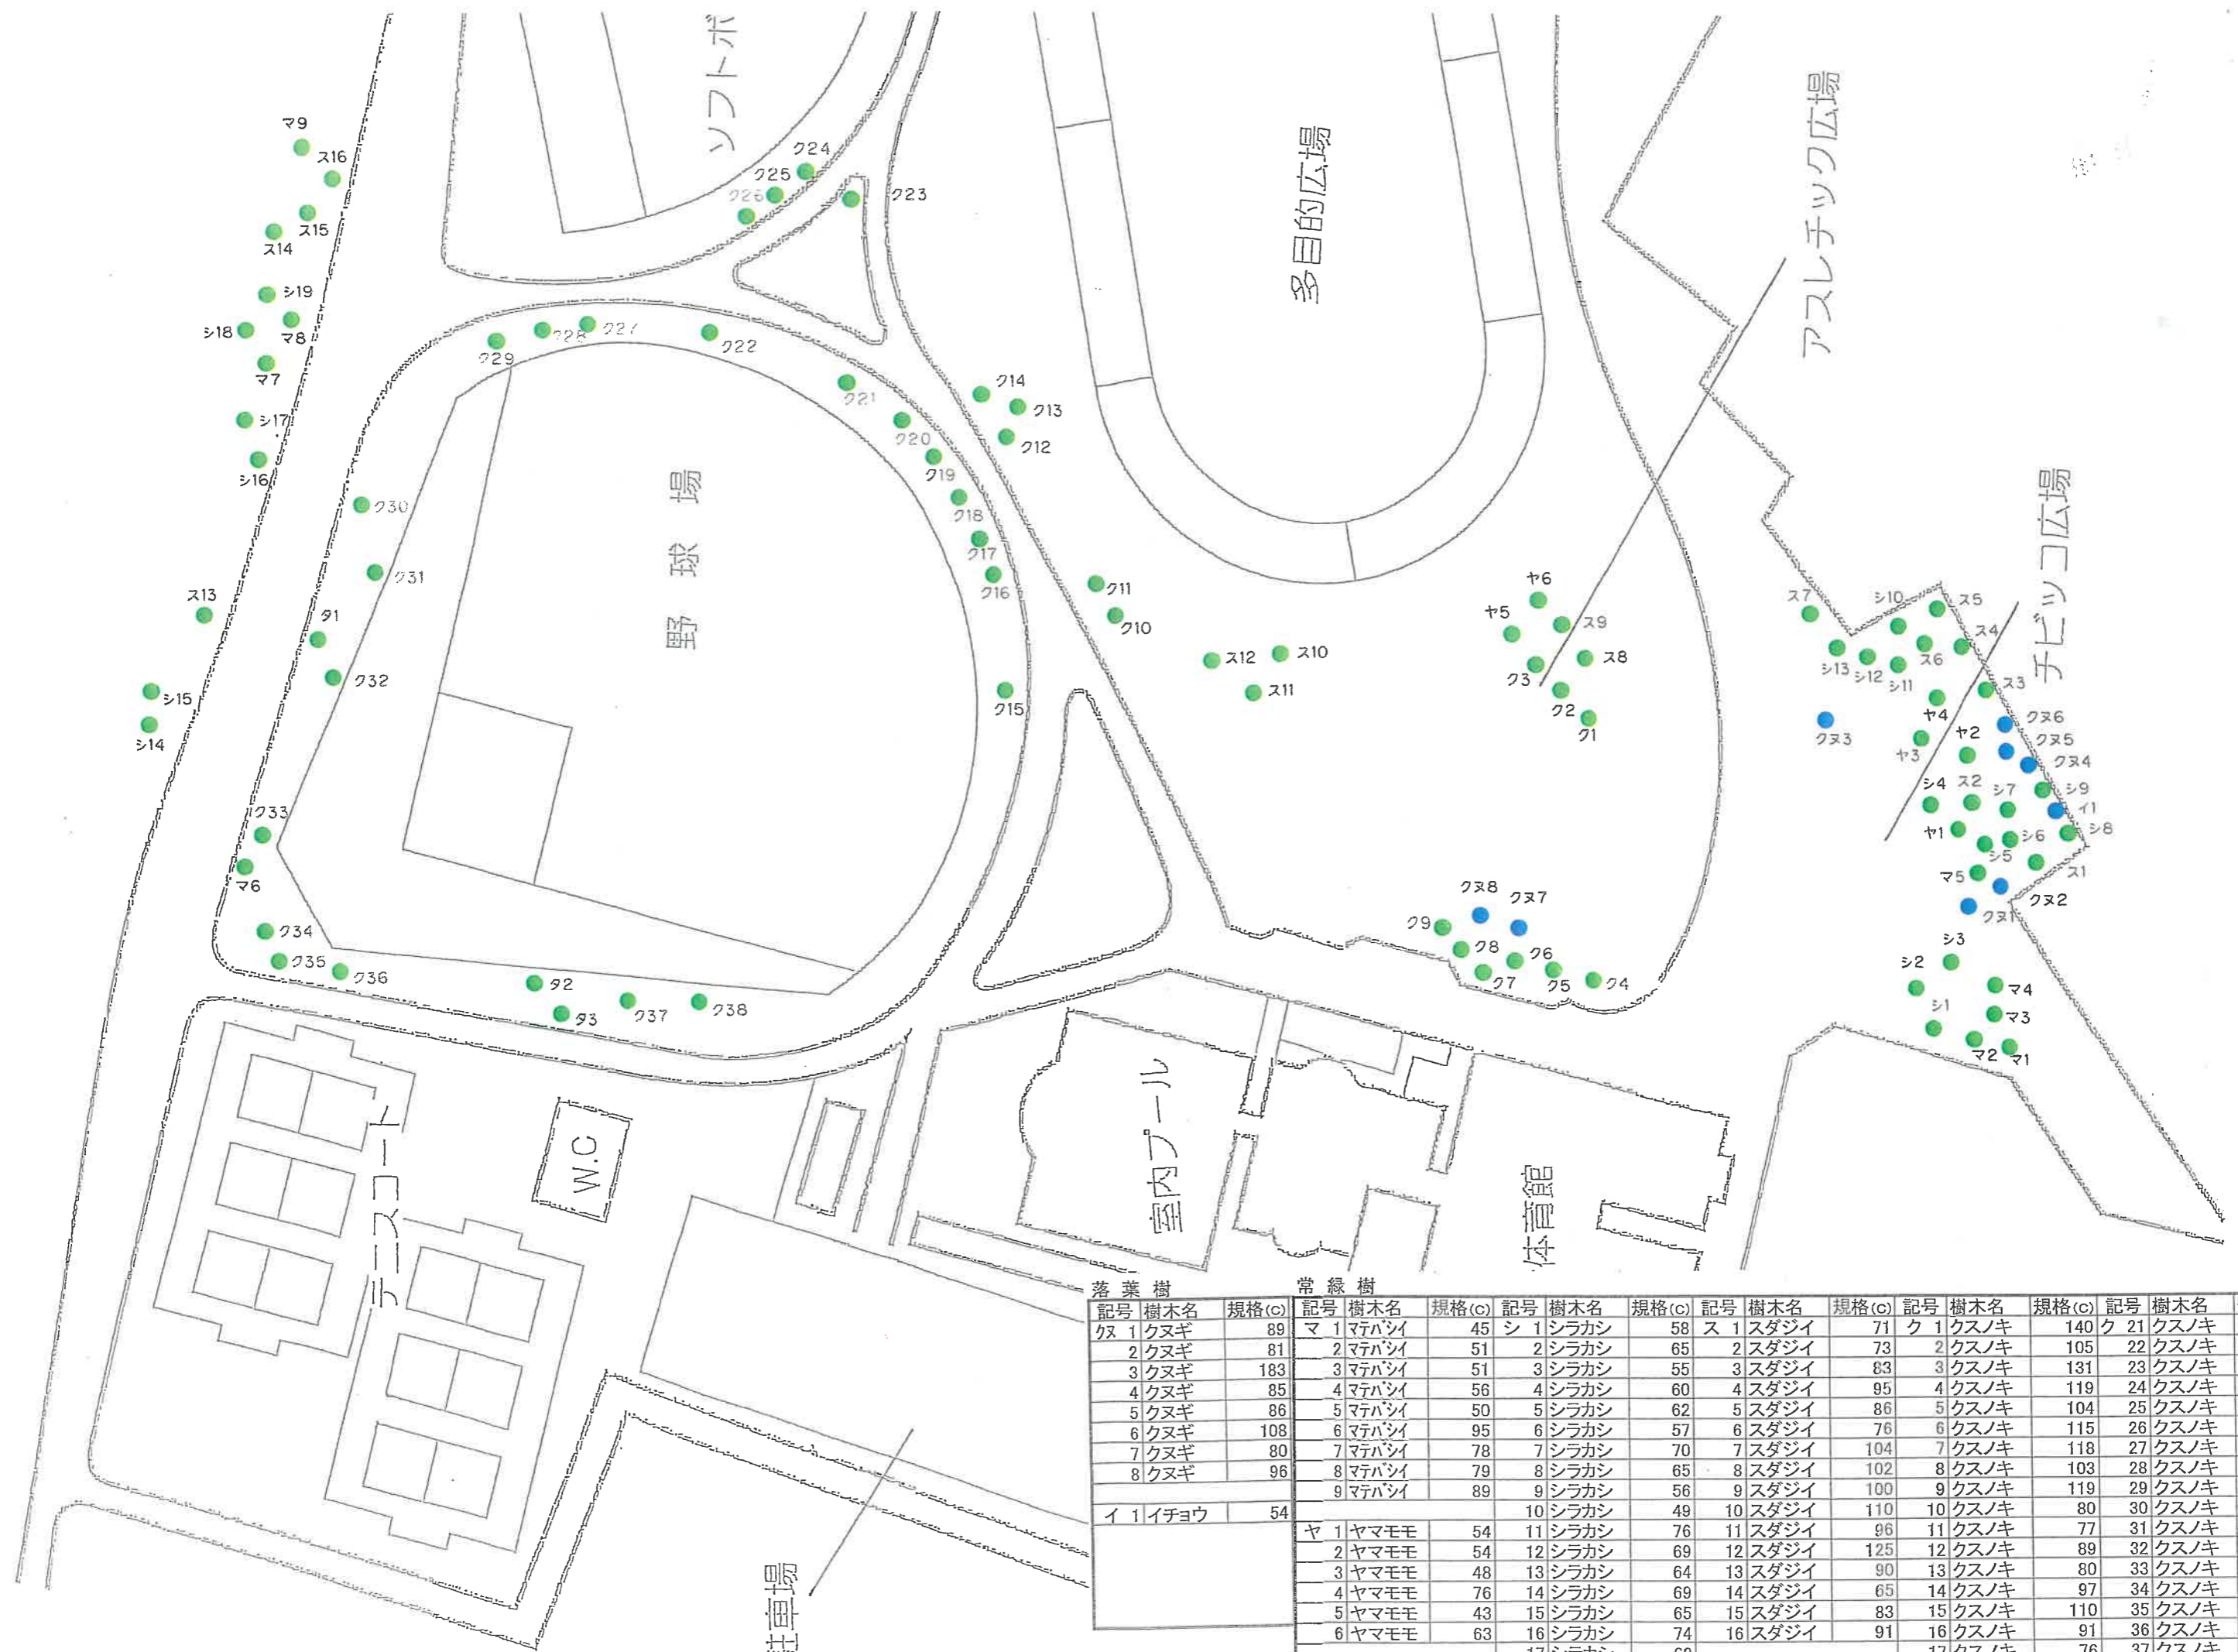 ソフトボ
多目的広場
アスレチック広場
チビッコ広場
野球場
テニスコート
W.C
室内プール
体育館
駐車場
マ9
ス16
ス15
ス14
シ19
シ18
マ8
マ7
シ17
シ16
ス13
シ15
シ14
ク24
ク25
ク26
ク23
ク22
ク27
ク28
ク29
ク21
ク20
ク19
ク18
ク17
ク16
ク15
ク14
ク13
ク12
ク11
ク10
ク30
ク31
タ1
ク32
ク33
マ6
ク34
ク35
ク36
タ2
タ3
ク37
ク38
ス12
ス10
ス11
ヤ6
ヤ5
ス9
ス8
ク3
ク2
ク1
クヌ8
クヌ7
ク9
ク8
ク7
ク6
ク5
ク4
ス7
シ10
ス5
シ13
シ12
シ11
ス6
ス4
ス3
ヤ4
クヌ3
ヤ3
ヤ2
クヌ6
クヌ5
クヌ4
シ4
ス2
シ7
シ9
イ1
ヤ1
シ5
シ6
シ8
ス1
マ5
クヌ1
クヌ2
シ3
シ2
シ1
マ4
マ3
マ2
マ1
落葉樹
記号 樹木名 規格(C)
クヌ 1 クヌギ 89
2 クヌギ 81
3 クヌギ 183
4 クヌギ 85
5 クヌギ 86
6 クヌギ 108
7 クヌギ 80
8 クヌギ 96
イ 1 イチョウ 54
常緑樹
記号 樹木名 規格(C) 記号 樹木名 規格(C) 記号 樹木名 規格(C) 記号 樹木名 規格(C) 記号 樹木名
マ 1 マテバシイ 45 シ 1 シラカシ 58 ス 1 スダジイ 71 ク 1 クスノキ 140 ク 21 クスノキ
2 マテバシイ 51 2 シラカシ 65 2 スダジイ 73 2 クスノキ 105 22 クスノキ
3 マテバシイ 51 3 シラカシ 55 3 スダジイ 83 3 クスノキ 131 23 クスノキ
4 マテバシイ 56 4 シラカシ 60 4 スダジイ 95 4 クスノキ 119 24 クスノキ
5 マテバシイ 50 5 シラカシ 62 5 スダジイ 86 5 クスノキ 104 25 クスノキ
6 マテバシイ 95 6 シラカシ 57 6 スダジイ 76 6 クスノキ 115 26 クスノキ
7 マテバシイ 78 7 シラカシ 70 7 スダジイ 104 7 クスノキ 118 27 クスノキ
8 マテバシイ 79 8 シラカシ 65 8 スダジイ 102 8 クスノキ 103 28 クスノキ
9 マテバシイ 89 9 シラカシ 56 9 スダジイ 100 9 クスノキ 119 29 クスノキ
10 シラカシ 49 10 スダジイ 110 10 クスノキ 80 30 クスノキ
ヤ 1 ヤマモモ 54 11 シラカシ 76 11 スダジイ 96 11 クスノキ 77 31 クスノキ
2 ヤマモモ 54 12 シラカシ 69 12 スダジイ 125 12 クスノキ 89 32 クスノキ
3 ヤマモモ 48 13 シラカシ 64 13 スダジイ 90 13 クスノキ 80 33 クスノキ
4 ヤマモモ 76 14 シラカシ 69 14 スダジイ 65 14 クスノキ 97 34 クスノキ
5 ヤマモモ 43 15 シラカシ 65 15 スダジイ 83 15 クスノキ 110 35 クスノキ
6 ヤマモモ 63 16 シラカシ 74 16 スダジイ 91 16 クスノキ 91 36 クスノキ
17 シラカシ 17 クスノキ 76 37 クスノキ